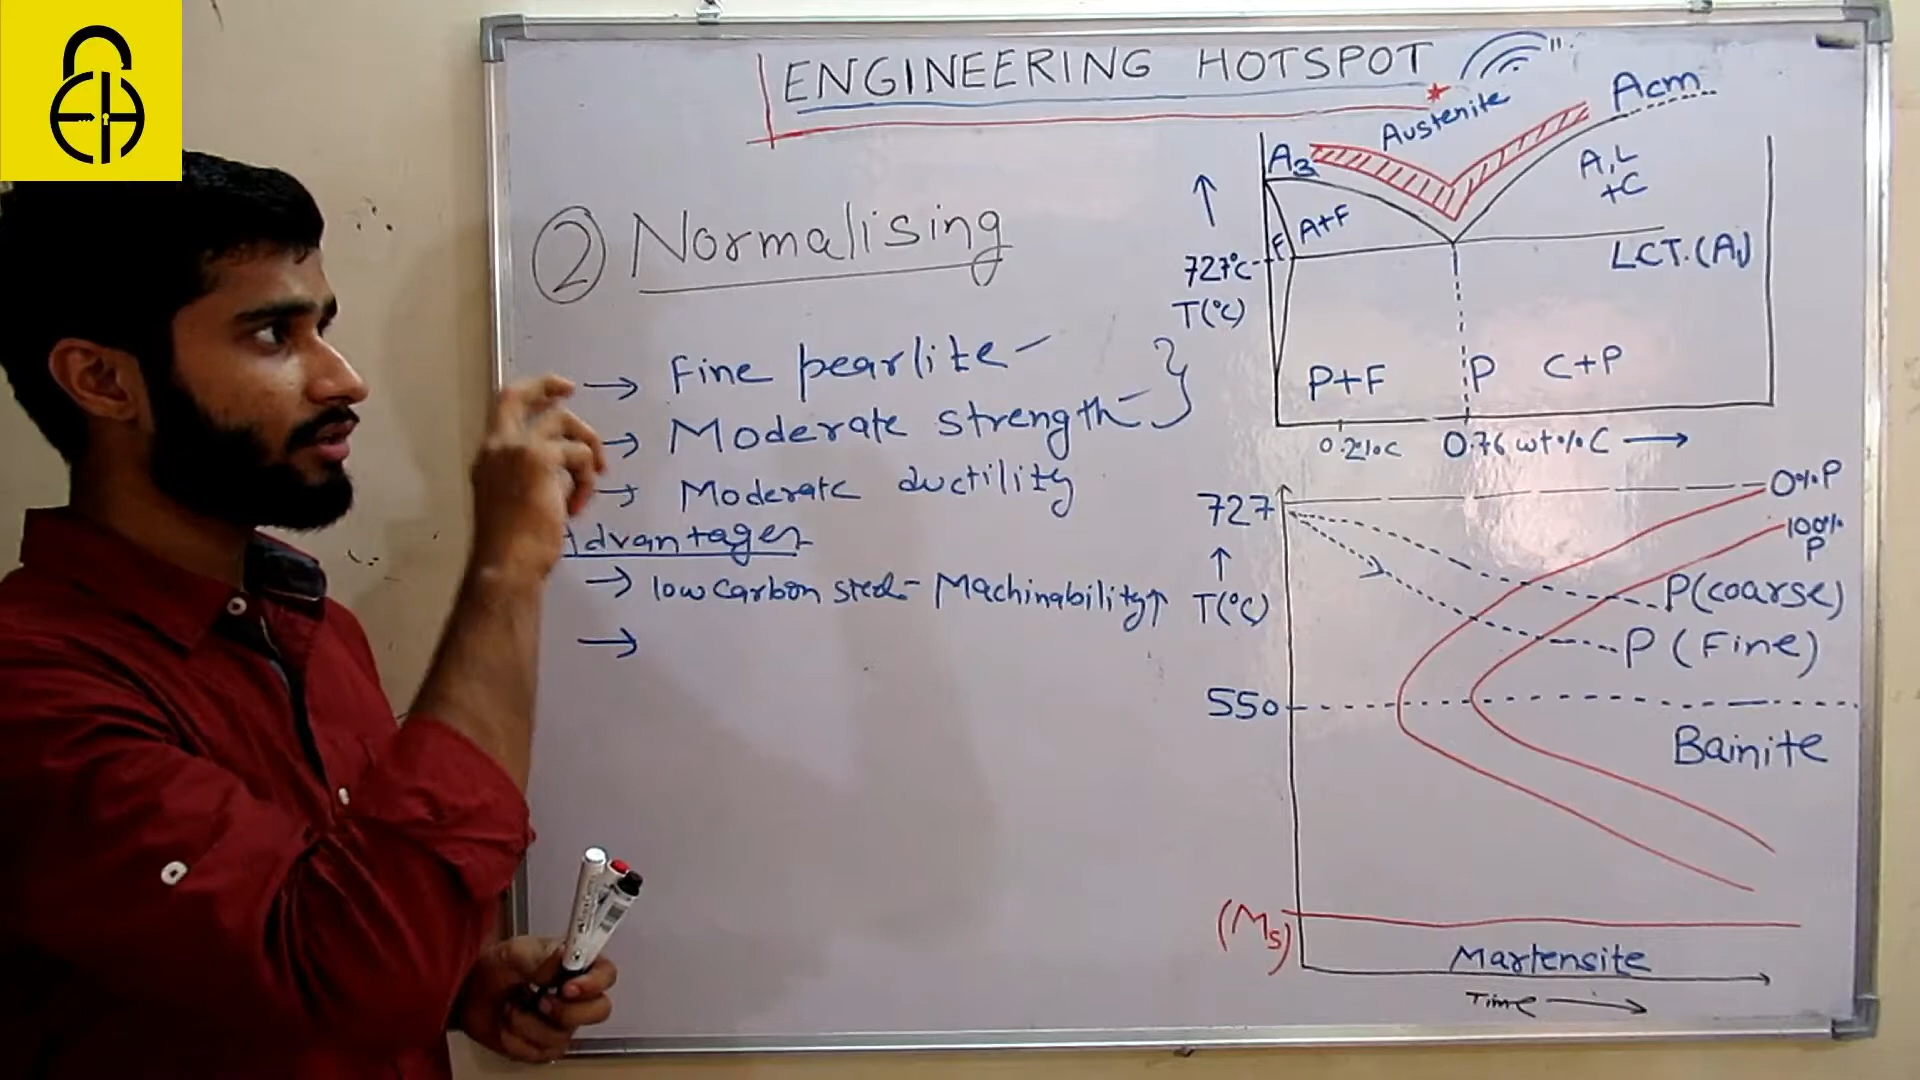 ENGINEERING HOTSPOT
② Normalising
→ Fine pearlite -
→ Moderate strength -
→ Moderate ductility
Advantages
→ low carbon steel - Machinability ↑
→
Austenite
Acm
A3
A+F
F
A,L
+C
727°C
T(°C)
LCT.(A1)
P+F
P
C+P
0.2%C
0.76 wt%C →
727
0%P
100%
P
P(coarse)
T(°C)
P (Fine)
550
Bainite
(Ms)
Martensite
Time →